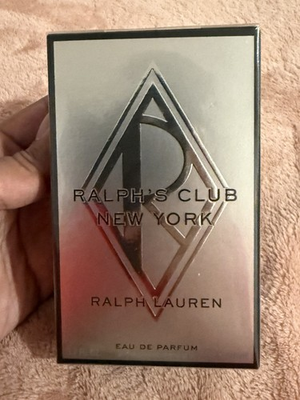 R
RALPH'S CLUB
NEW YORK
RALPH LAUREN
EAU DE PARFUM